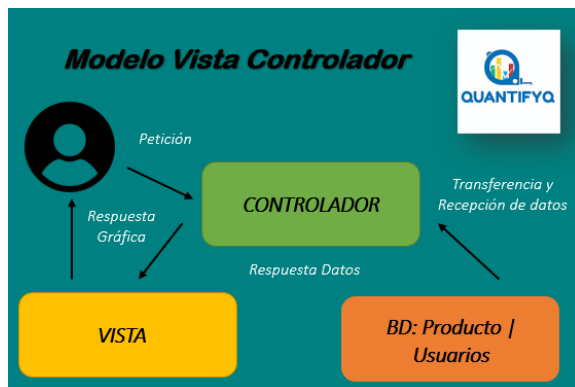 Modelo Vista Controlador
QUANTIFYQ
Petición
CONTROLADOR
Transferencia y
Recepción de datos
Respuesta
Gráfica
Respuesta Datos
VISTA
BD: Producto |
Usuarios